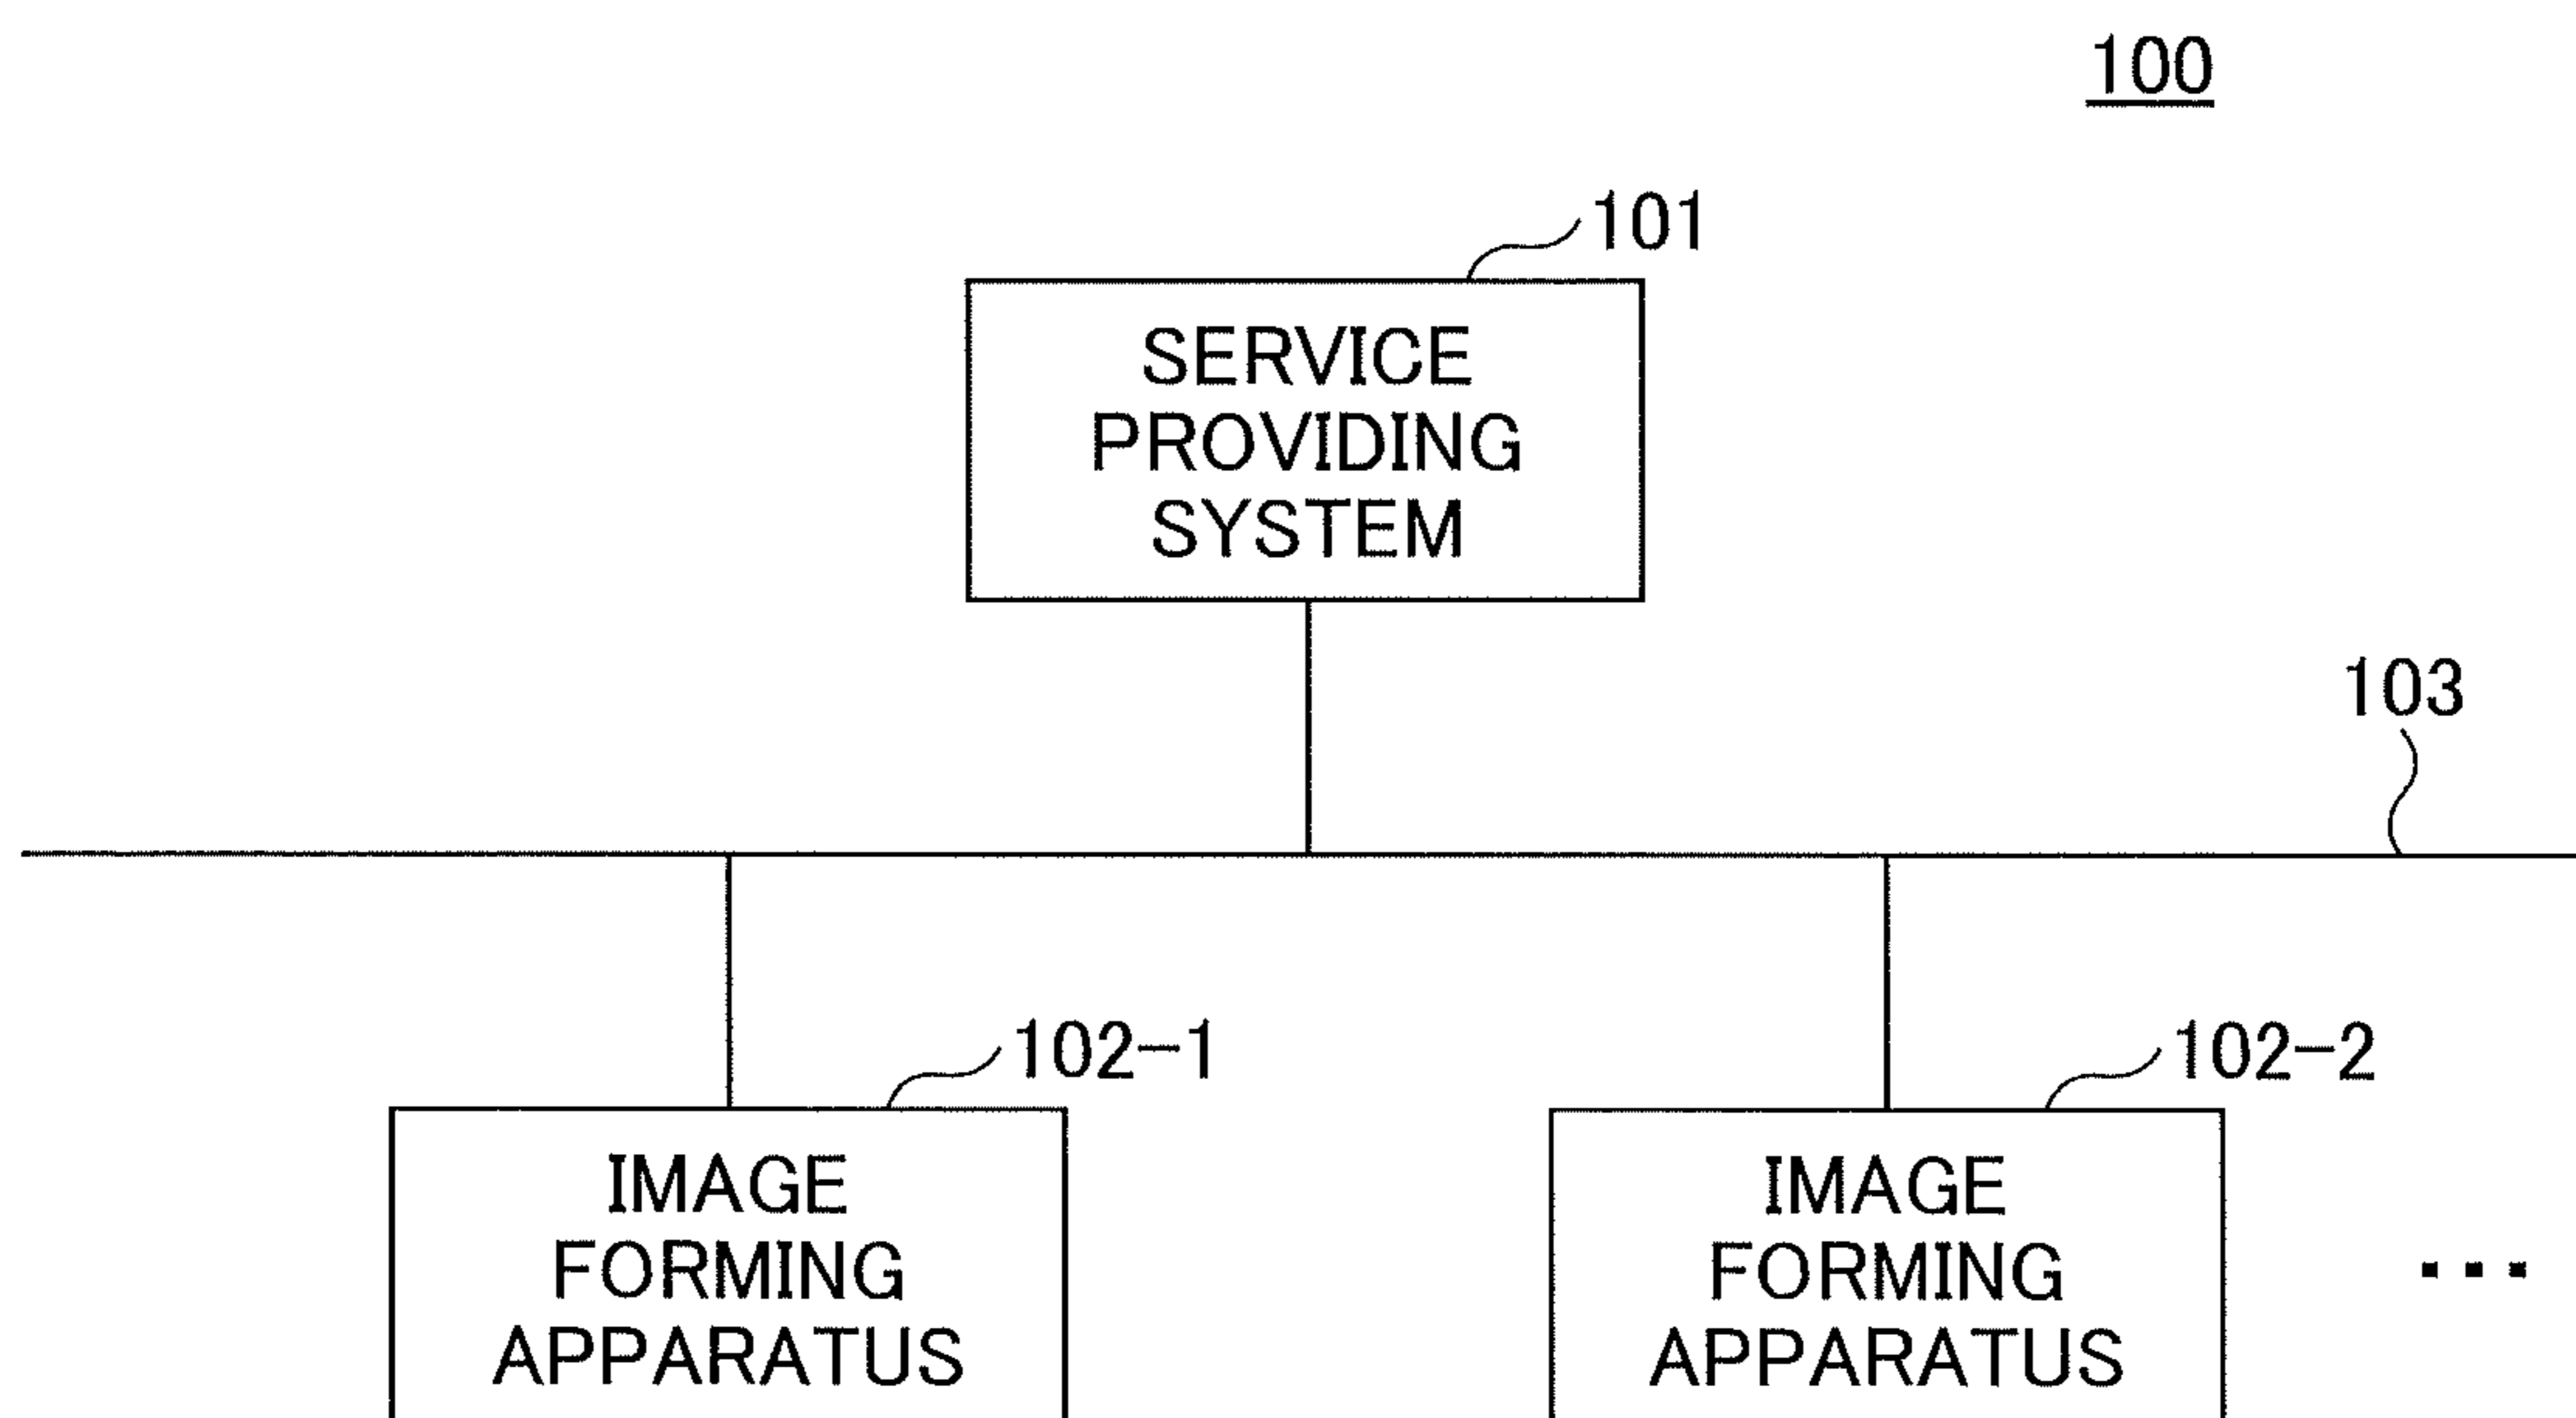 100
101
SERVICE
PROVIDING
SYSTEM
103
102-1
102-2
IMAGE
FORMING
APPARATUS
IMAGE
FORMING
APPARATUS
...